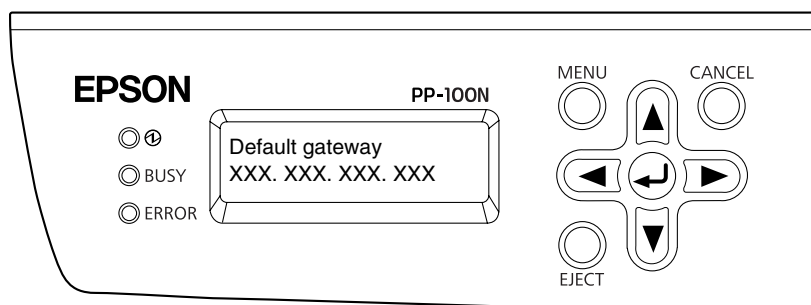 EPSON
PP-100N
MENU
CANCEL
Default gateway
XXX. XXX. XXX. XXX
BUSY
ERROR
EJECT